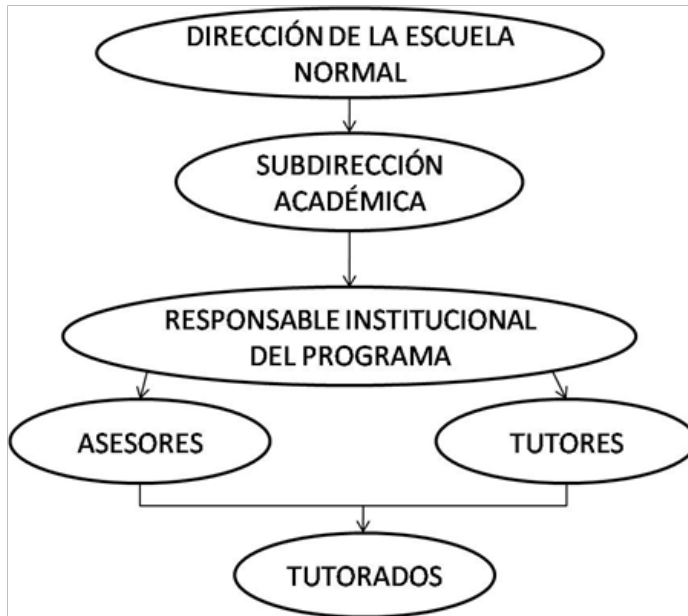 DIRECCIÓN DE LA ESCUELA
NORMAL
SUBDIRECCIÓN
ACADÉMICA
RESPONSABLE INSTITUCIONAL
DEL PROGRAMA
ASESORES
TUTORES
TUTORADOS